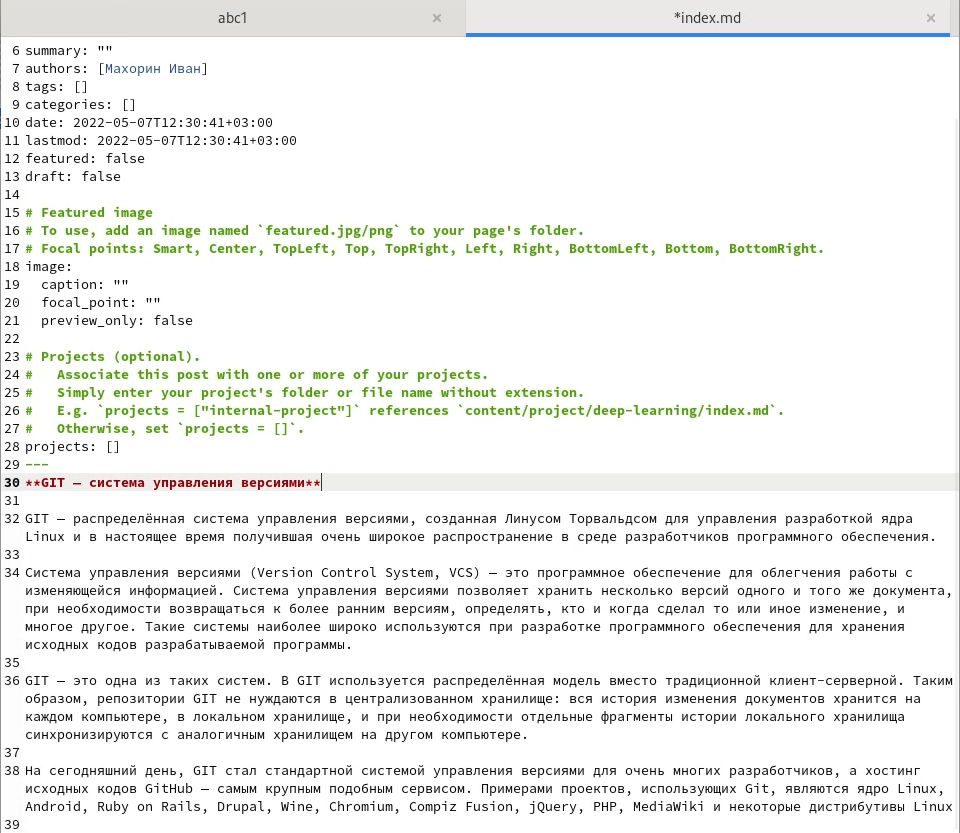 abc1 × *index.md ×
6 summary: ""
7 authors: [Махорин Иван]
8 tags: []
9 categories: []
10 date: 2022-05-07T12:30:41+03:00
11 lastmod: 2022-05-07T12:30:41+03:00
12 featured: false
13 draft: false
14
15 # Featured image
16 # To use, add an image named `featured.jpg/png` to your page's folder.
17 # Focal points: Smart, Center, TopLeft, Top, TopRight, Left, Right, BottomLeft, Bottom, BottomRight.
18 image:
19   caption: ""
20   focal_point: ""
21   preview_only: false
22
23 # Projects (optional).
24 #   Associate this post with one or more of your projects.
25 #   Simply enter your project's folder or file name without extension.
26 #   E.g. `projects = ["internal-project"]` references `content/project/deep-learning/index.md`.
27 #   Otherwise, set `projects = []`.
28 projects: []
29 ---
30 **GIT — система управления версиями**
31
32 GIT — распределённая система управления версиями, созданная Линусом Торвальдсом для управления разработкой ядра
Linux и в настоящее время получившая очень широкое распространение в среде разработчиков программного обеспечения.
33
34 Система управления версиями (Version Control System, VCS) — это программное обеспечение для облегчения работы с
изменяющейся информацией. Система управления версиями позволяет хранить несколько версий одного и того же документа,
при необходимости возвращаться к более ранним версиям, определять, кто и когда сделал то или иное изменение, и
многое другое. Такие системы наиболее широко используются при разработке программного обеспечения для хранения
исходных кодов разрабатываемой программы.
35
36 GIT — это одна из таких систем. В GIT используется распределённая модель вместо традиционной клиент-серверной. Таким
образом, репозитории GIT не нуждаются в централизованном хранилище: вся история изменения документов хранится на
каждом компьютере, в локальном хранилище, и при необходимости отдельные фрагменты истории локального хранилища
синхронизируются с аналогичным хранилищем на другом компьютере.
37
38 На сегодняшний день, GIT стал стандартной системой управления версиями для очень многих разработчиков, а хостинг
исходных кодов GitHub — самым крупным подобным сервисом. Примерами проектов, использующих Git, являются ядро Linux,
Android, Ruby on Rails, Drupal, Wine, Chromium, Compiz Fusion, jQuery, PHP, MediaWiki и некоторые дистрибутивы Linux
39